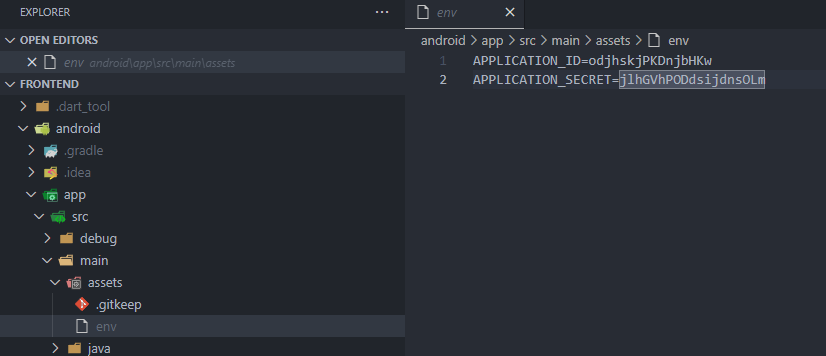 EXPLORER
···
OPEN EDITORS
env android\app\src\main\assets
FRONTEND
.dart_tool
android
.gradle
.idea
app
src
debug
main
assets
.gitkeep
env
java
env
android > app > src > main > assets > env
1 APPLICATION_ID=odjhskjPKDnjbHKw
2 APPLICATION_SECRET=jlhGVhPODdsijdnsOLm